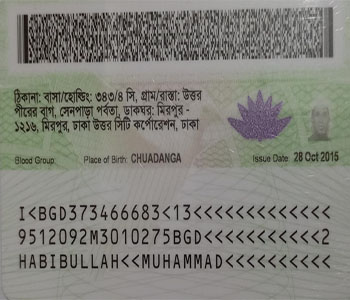 ঠিকানা: বাসা/হোল্ডিং: ৩৪৩/৪ সি, গ্রাম/রাস্তা: উত্তর
পীরের বাগ, সেনপাড়া পর্বতা, ডাকঘর: মিরপুর -
১২১৬, মিরপুর, ঢাকা উত্তর সিটি কর্পোরেশন, ঢাকা
Blood Group: Place of Birth: CHUADANGA Issue Date: 28 Oct 2015
I<BGD373466683<13<<<<<<<<<<<<<
9512092M3010275BGD<<<<<<<<<<<2
HABIBULLAH<<MUHAMMAD<<<<<<<<<<